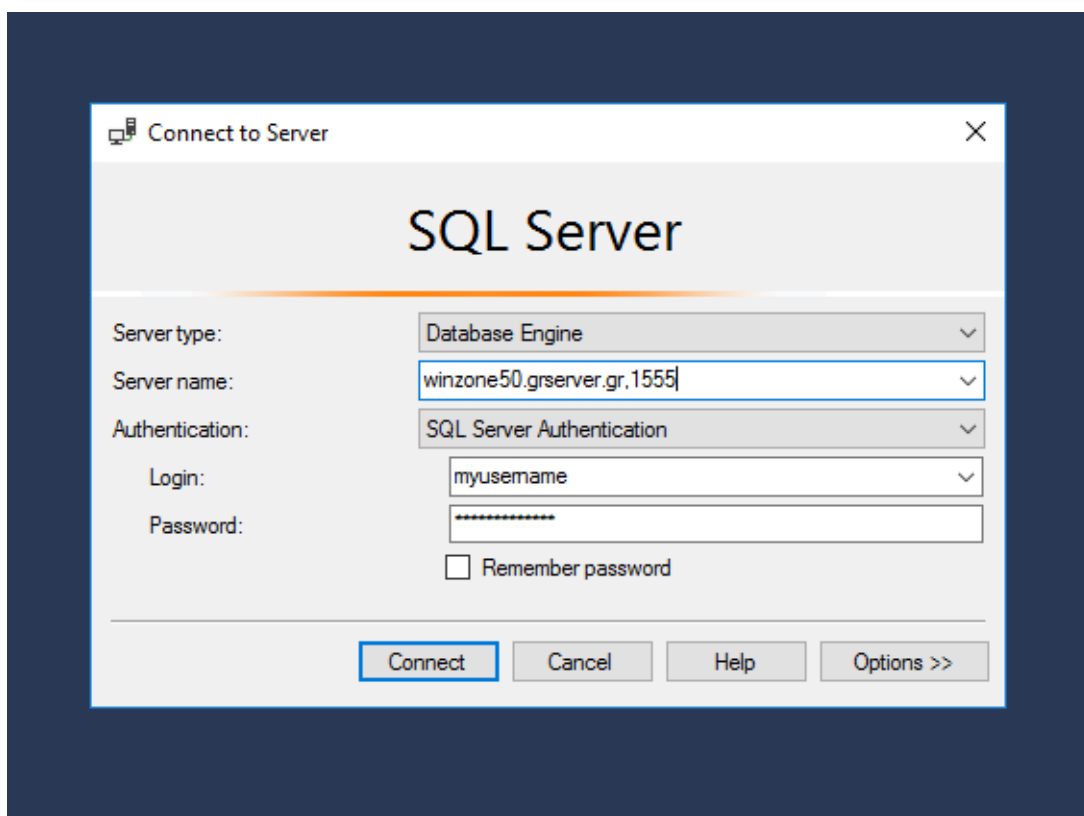 Connect to Server
SQL Server
Server type: Database Engine
Server name: winzone50.grserver.gr,1555
Authentication: SQL Server Authentication
Login: myusername
Password: **************
Remember password
Connect Cancel Help Options >>